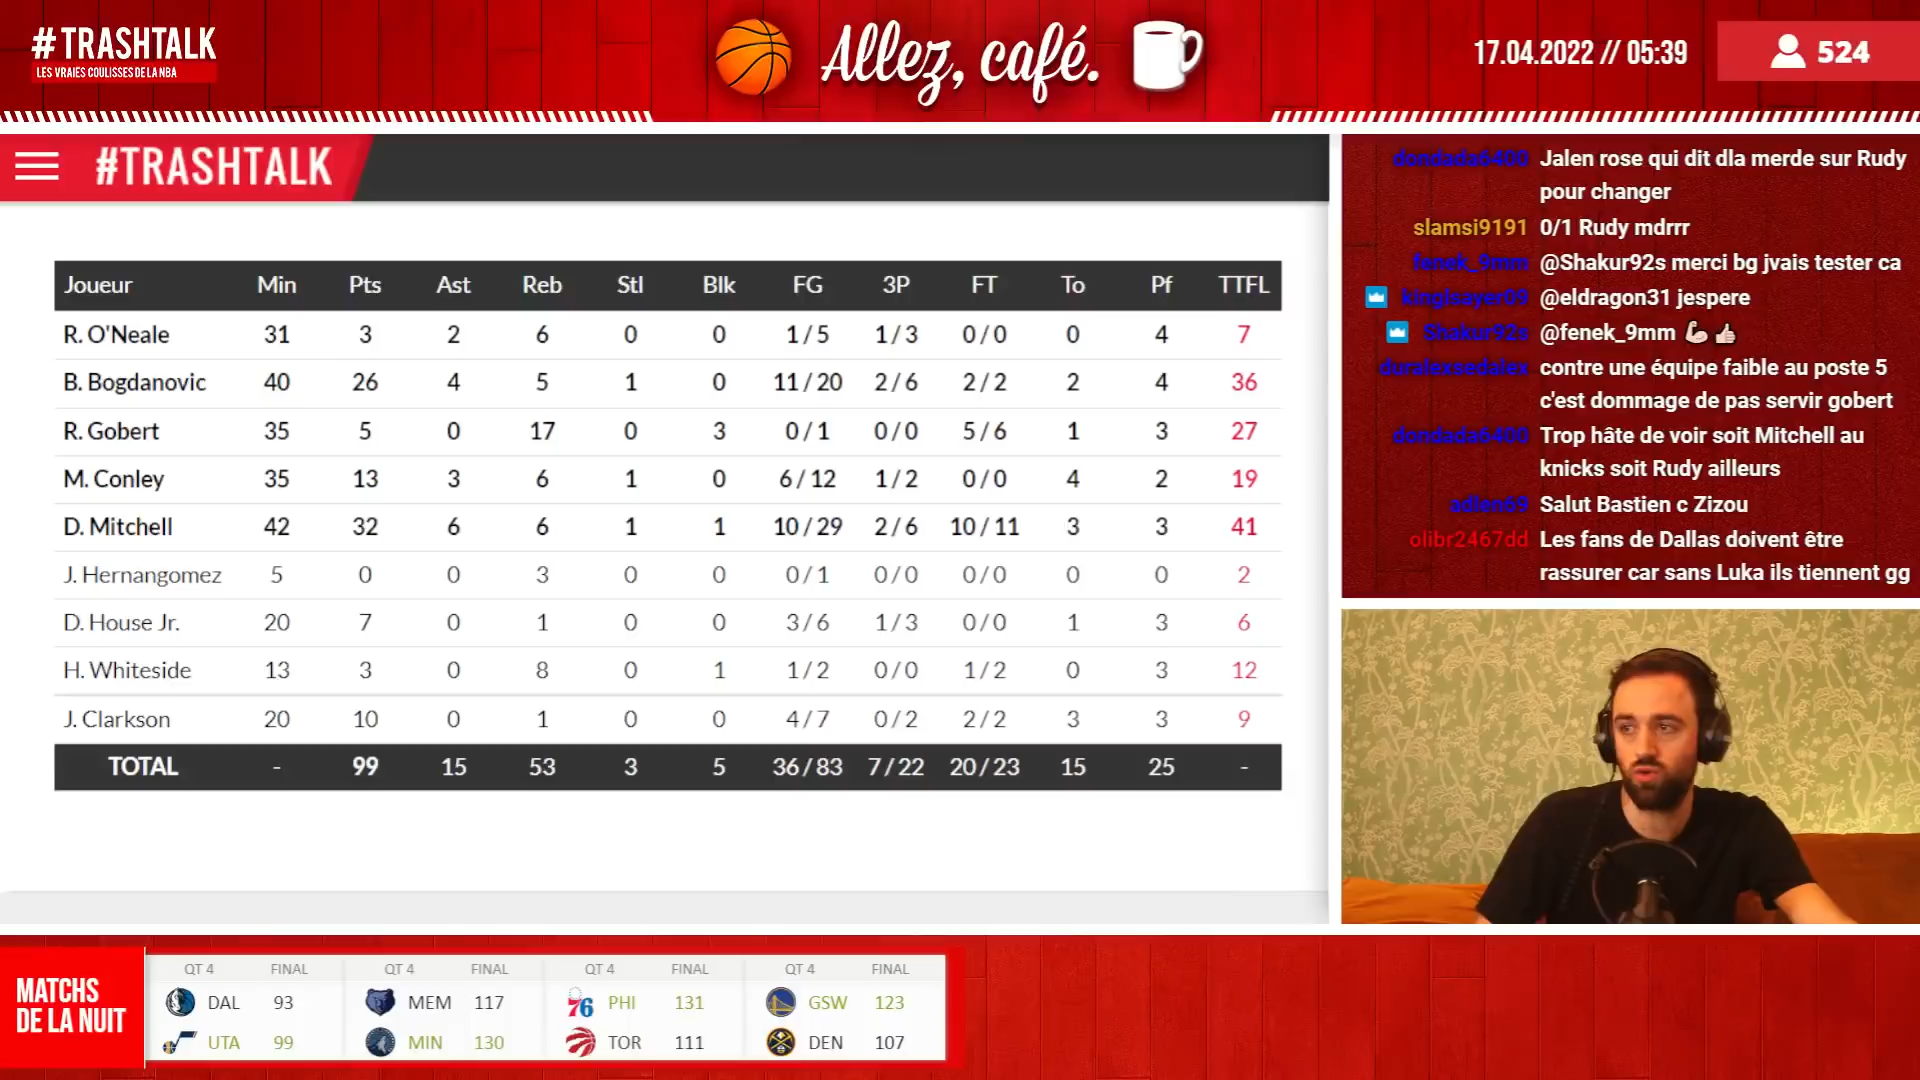 #TRASHTALK
LES VRAIES COULISSES DE LA NBA
Allez, café.
17.04.2022 // 05:39
524
#TRASHTALK
Joueur Min Pts Ast Reb Stl Blk FG 3P FT To Pf TTFL
R. O'Neale 31 3 2 6 0 0 1 / 5 1 / 3 0 / 0 0 4 7
B. Bogdanovic 40 26 4 5 1 0 11 / 20 2 / 6 2 / 2 2 4 36
R. Gobert 35 5 0 17 0 3 0 / 1 0 / 0 5 / 6 1 3 27
M. Conley 35 13 3 6 1 0 6 / 12 1 / 2 0 / 0 4 2 19
D. Mitchell 42 32 6 6 1 1 10 / 29 2 / 6 10 / 11 3 3 41
J. Hernangomez 5 0 0 3 0 0 0 / 1 0 / 0 0 / 0 0 0 2
D. House Jr. 20 7 0 1 0 0 3 / 6 1 / 3 0 / 0 1 3 6
H. Whiteside 13 3 0 8 0 1 1 / 2 0 / 0 1 / 2 0 3 12
J. Clarkson 20 10 0 1 0 0 4 / 7 0 / 2 2 / 2 3 3 9
TOTAL - 99 15 53 3 5 36 / 83 7 / 22 20 / 23 15 25 -
dondada6400 Jalen rose qui dit dla merde sur Rudy
pour changer
slamsi9191 0/1 Rudy mdrrr
fenek_9mm @Shakur92s merci bg jvais tester ca
kinglsayer09 @eldragon31 jespere
Shakur92s @fenek_9mm
duralexsedalex contre une équipe faible au poste 5
c'est dommage de pas servir gobert
dondada6400 Trop hâte de voir soit Mitchell au
knicks soit Rudy ailleurs
adlen69 Salut Bastien c Zizou
olibr2467dd Les fans de Dallas doivent être
rassurer car sans Luka ils tiennent gg
MATCHS
DE LA NUIT
QT 4 FINAL
DAL 93
UTA 99
QT 4 FINAL
MEM 117
MIN 130
QT 4 FINAL
76 PHI 131
TOR 111
QT 4 FINAL
GSW 123
DEN 107